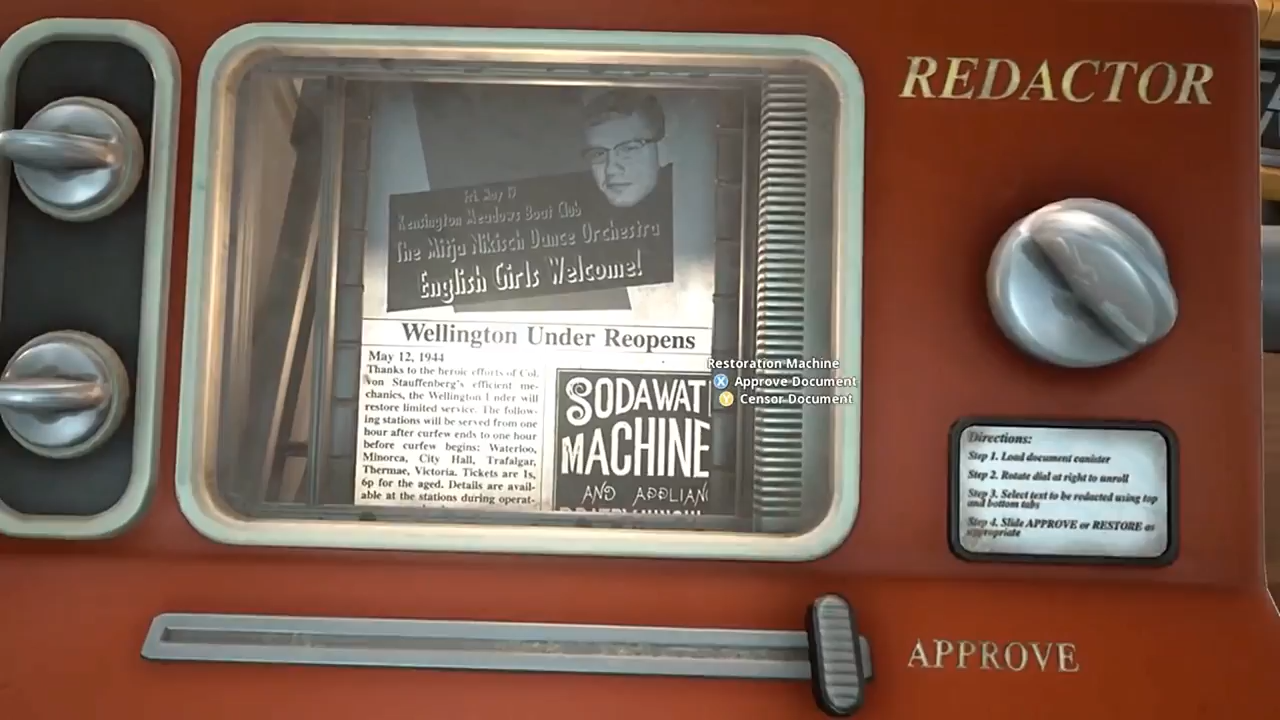 REDACTOR
Fri. May 13
Kensington Meadows Boat Club
The Mitja Nikisch Dance Orchestra
English Girls Welcome!
Wellington Under Reopens
May 12, 1944
Thanks to the heroic efforts of Col.
von Stauffenberg's efficient me-
chanics, the Wellington Under will
restore limited service. The follow-
ing stations will be served from one
hour after curfew ends to one hour
before curfew begins: Waterloo,
Minorca, City Hall, Trafalgar,
Thermae, Victoria. Tickets are 1s,
6p for the aged. Details are avail-
able at the stations during operat-
SODAWAT
MACHINE
AND APPLIAN
Restoration Machine
X Approve Document
Y Censor Document
Directions:
Step 1. Load document canister
Step 2. Rotate dial at right to unroll
Step 3. Select text to be redacted using top
and bottom tabs
Step 4. Slide APPROVE or RESTORE as
appropriate
APPROVE